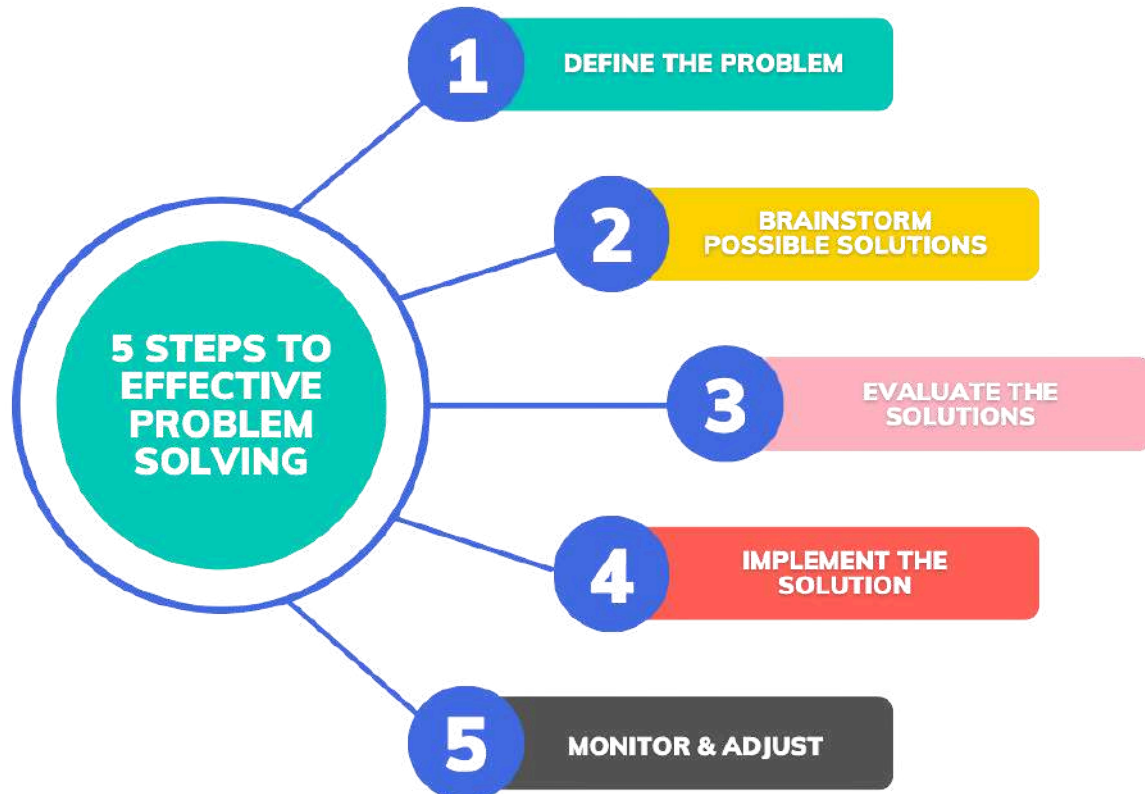 1
DEFINE THE PROBLEM
2
BRAINSTORM
POSSIBLE SOLUTIONS
5 STEPS TO
EFFECTIVE
PROBLEM
SOLVING
3
EVALUATE THE
SOLUTIONS
4
IMPLEMENT THE
SOLUTION
5
MONITOR & ADJUST